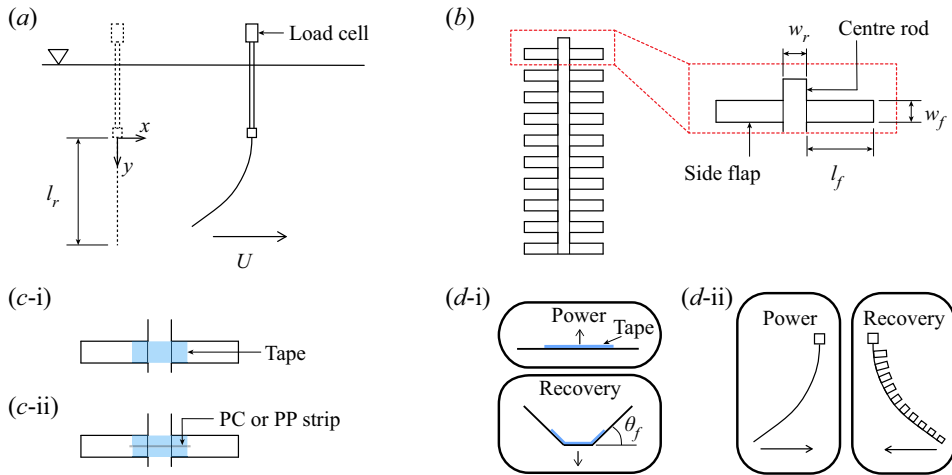 (a)
Load cell
x
y
l_r
U
(b)
w_r
Centre rod
w_f
Side flap
l_f
(c-i)
Tape
(c-ii)
PC or PP strip
(d-i)
Power
Tape
Recovery
θ_f
(d-ii)
Power
Recovery